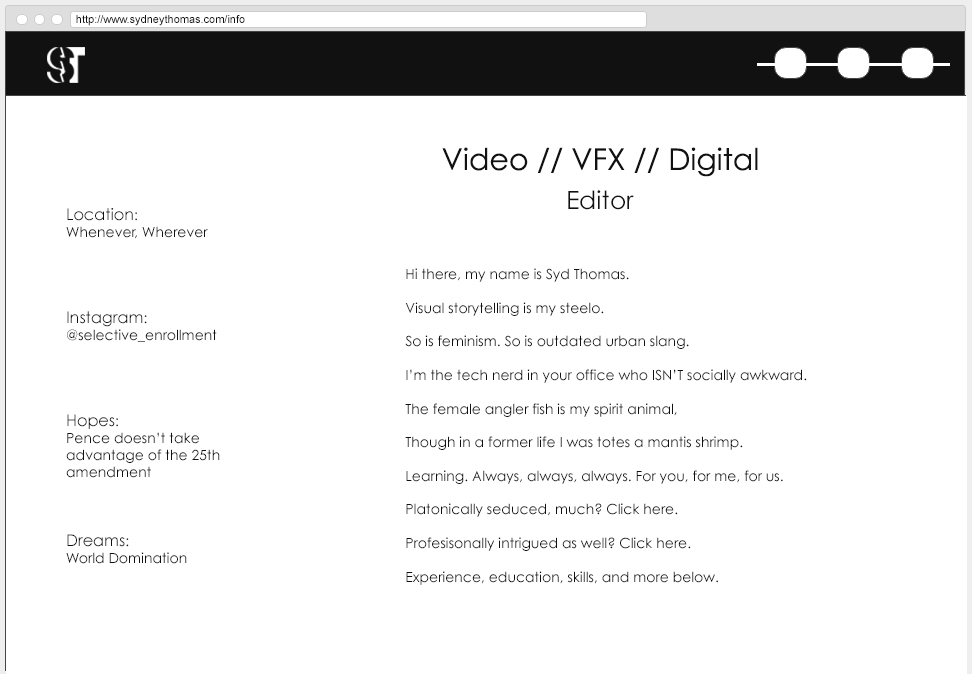 http://www.sydneythomas.com/info
ST
Video // VFX // Digital
Editor
Location:
Whenever, Wherever
Instagram:
@selective_enrollment
Hopes:
Pence doesn't take
advantage of the 25th
amendment
Dreams:
World Domination
Hi there, my name is Syd Thomas.
Visual storytelling is my steelo.
So is feminism. So is outdated urban slang.
I'm the tech nerd in your office who ISN'T socially awkward.
The female angler fish is my spirit animal,
Though in a former life I was totes a mantis shrimp.
Learning. Always, always, always. For you, for me, for us.
Platonically seduced, much? Click here.
Profesisonally intrigued as well? Click here.
Experience, education, skills, and more below.